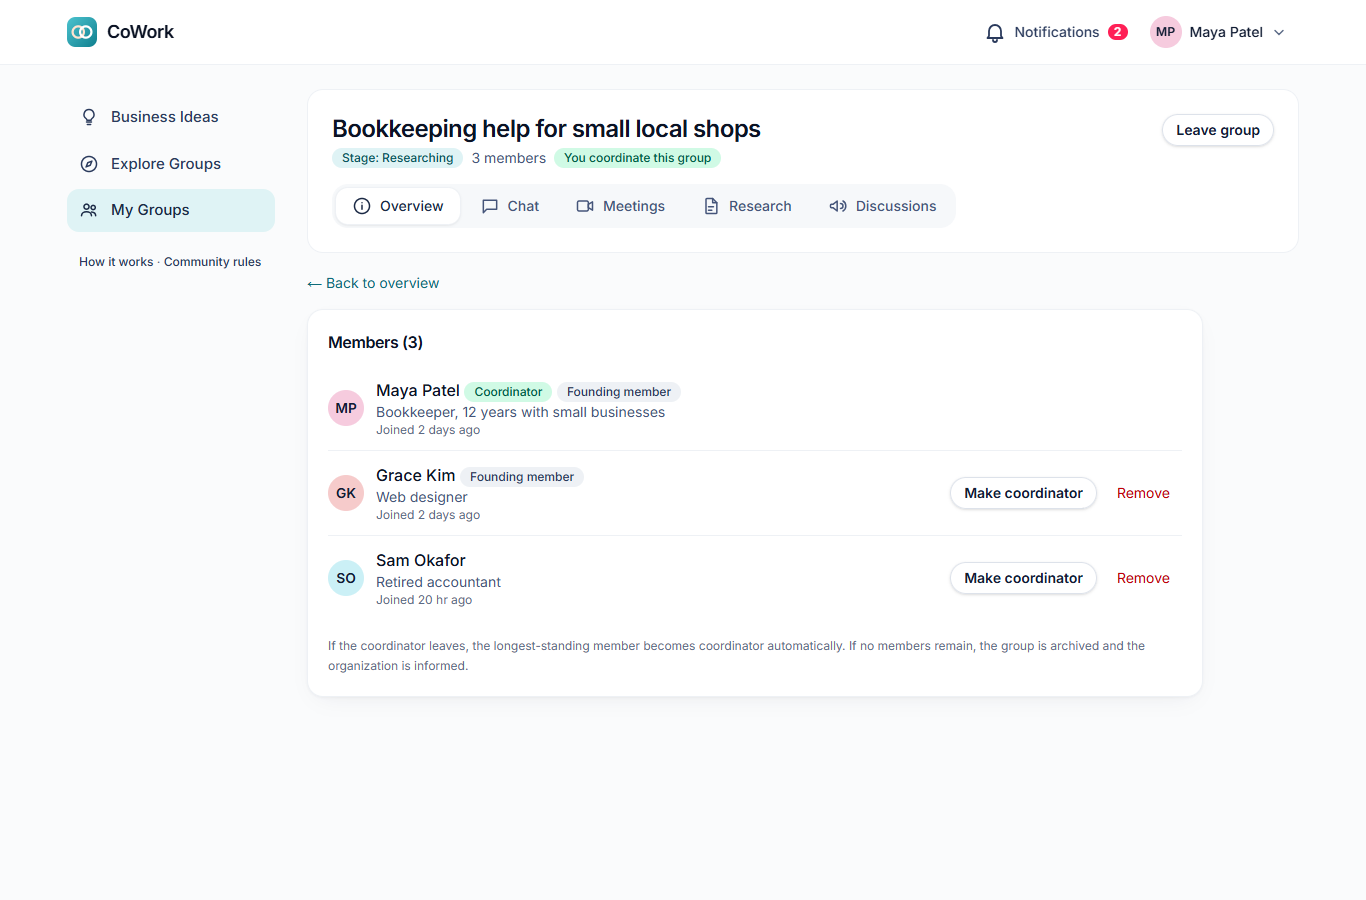 CoWork
Notifications 2
MP Maya Patel
Business Ideas
Explore Groups
My Groups
How it works · Community rules
Bookkeeping help for small local shops
Leave group
Stage: Researching 3 members You coordinate this group
Overview Chat Meetings Research Discussions
← Back to overview
Members (3)
MP
Maya Patel Coordinator Founding member
Bookkeeper, 12 years with small businesses
Joined 2 days ago
GK
Grace Kim Founding member
Web designer
Joined 2 days ago
Make coordinator Remove
SO
Sam Okafor
Retired accountant
Joined 20 hr ago
Make coordinator Remove
If the coordinator leaves, the longest-standing member becomes coordinator automatically. If no members remain, the group is archived and the
organization is informed.